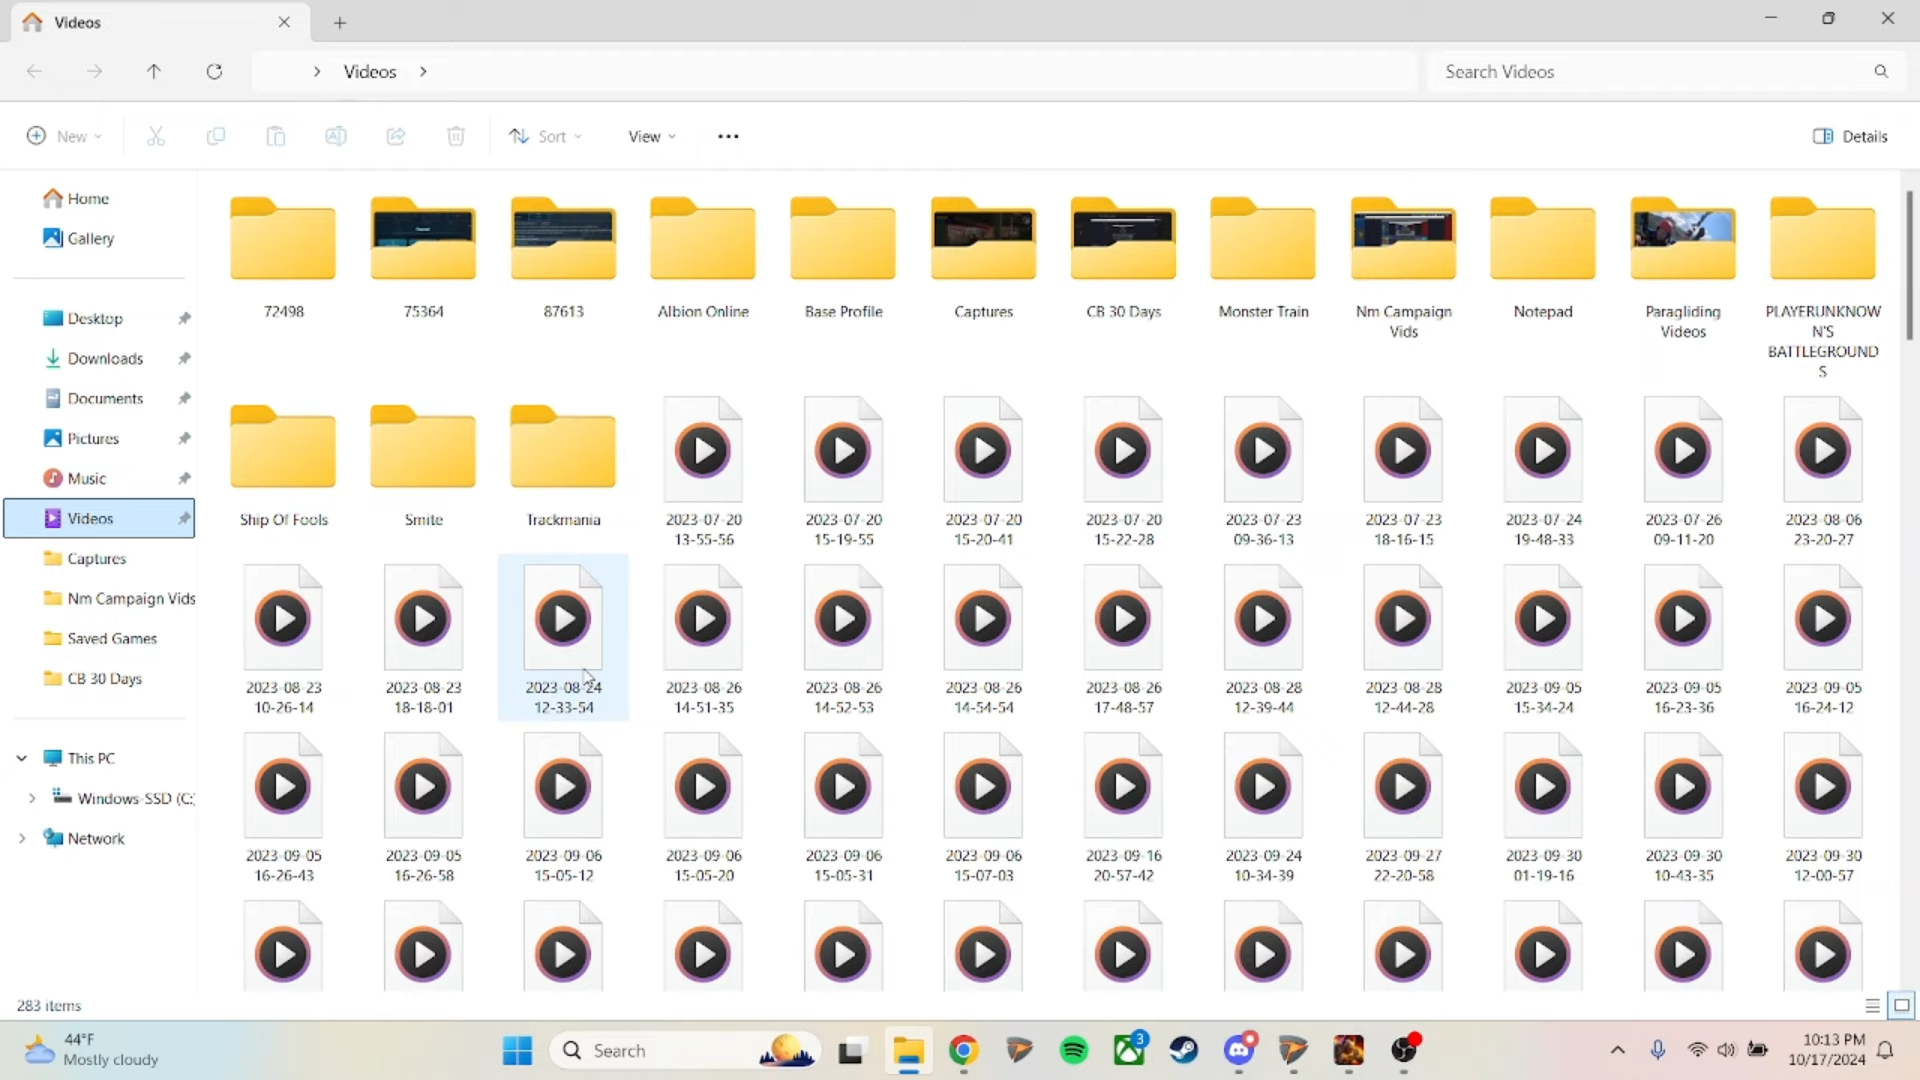 Videos
Videos
Search Videos
New
Sort
View
Details
Home
Gallery
Desktop
Downloads
Documents
Pictures
Music
Videos
Captures
Nm Campaign Vids
Saved Games
CB 30 Days
This PC
Windows-SSD (C:)
Network
72498
75364
87613
Albion Online
Base Profile
Captures
CB 30 Days
Monster Train
Nm Campaign
Vids
Notepad
Paragliding
Videos
PLAYERUNKNOW
N'S
BATTLEGROUND
S
Ship Of Fools
Smite
Trackmania
2023-07-20
13-55-56
2023-07-20
15-19-55
2023-07-20
15-20-41
2023-07-20
15-22-28
2023-07-23
09-36-13
2023-07-23
18-16-15
2023-07-24
19-48-33
2023-07-26
09-11-20
2023-08-06
23-20-27
2023-08-23
10-26-14
2023-08-23
18-18-01
2023-08-24
12-33-54
2023-08-26
14-51-35
2023-08-26
14-52-53
2023-08-26
14-54-54
2023-08-26
17-48-57
2023-08-28
12-39-44
2023-08-28
12-44-28
2023-09-05
15-34-24
2023-09-05
16-23-36
2023-09-05
16-24-12
2023-09-05
16-26-43
2023-09-05
16-26-58
2023-09-06
15-05-12
2023-09-06
15-05-20
2023-09-06
15-05-31
2023-09-06
15-07-03
2023-09-16
20-57-42
2023-09-24
10-34-39
2023-09-27
22-20-58
2023-09-30
01-19-16
2023-09-30
10-43-35
2023-09-30
12-00-57
283 items
44°F
Mostly cloudy
Search
3
10:13 PM
10/17/2024